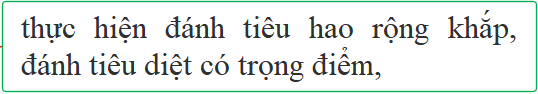 thực hiện đánh tiêu hao rộng khắp,
đánh tiêu diệt có trọng điểm,